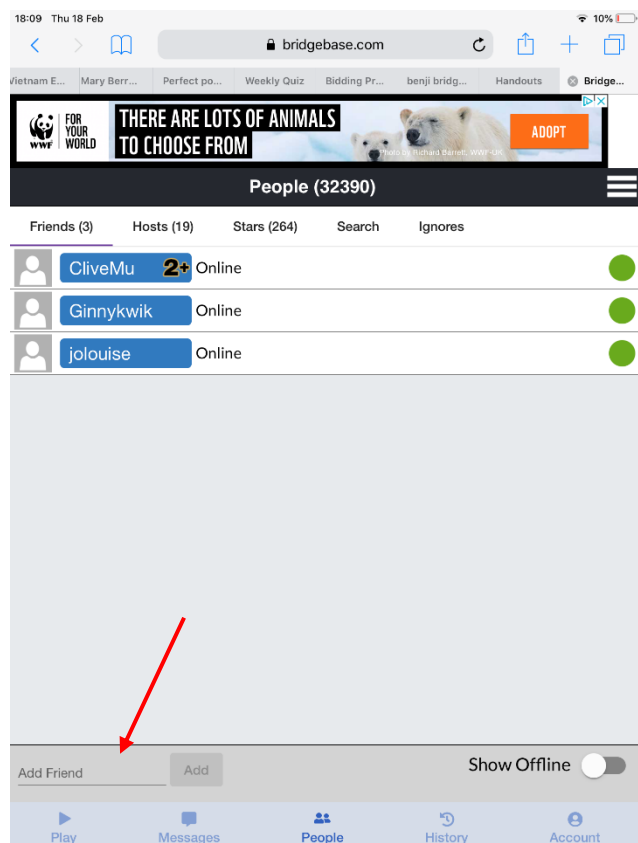 18:09 Thu 18 Feb 10%
bridgebase.com
Vietnam E... Mary Berr... Perfect po... Weekly Quiz Bidding Pr... benji bridg... Handouts Bridge...
WWF FOR YOUR WORLD
THERE ARE LOTS OF ANIMALS
TO CHOOSE FROM
Photo by Richard Barrett, WWF-UK
ADOPT
People (32390)
Friends (3) Hosts (19) Stars (264) Search Ignores
CliveMu 2+ Online
Ginnykwik Online
jolouise Online
Add Friend Add Show Offline
Play Messages People History Account